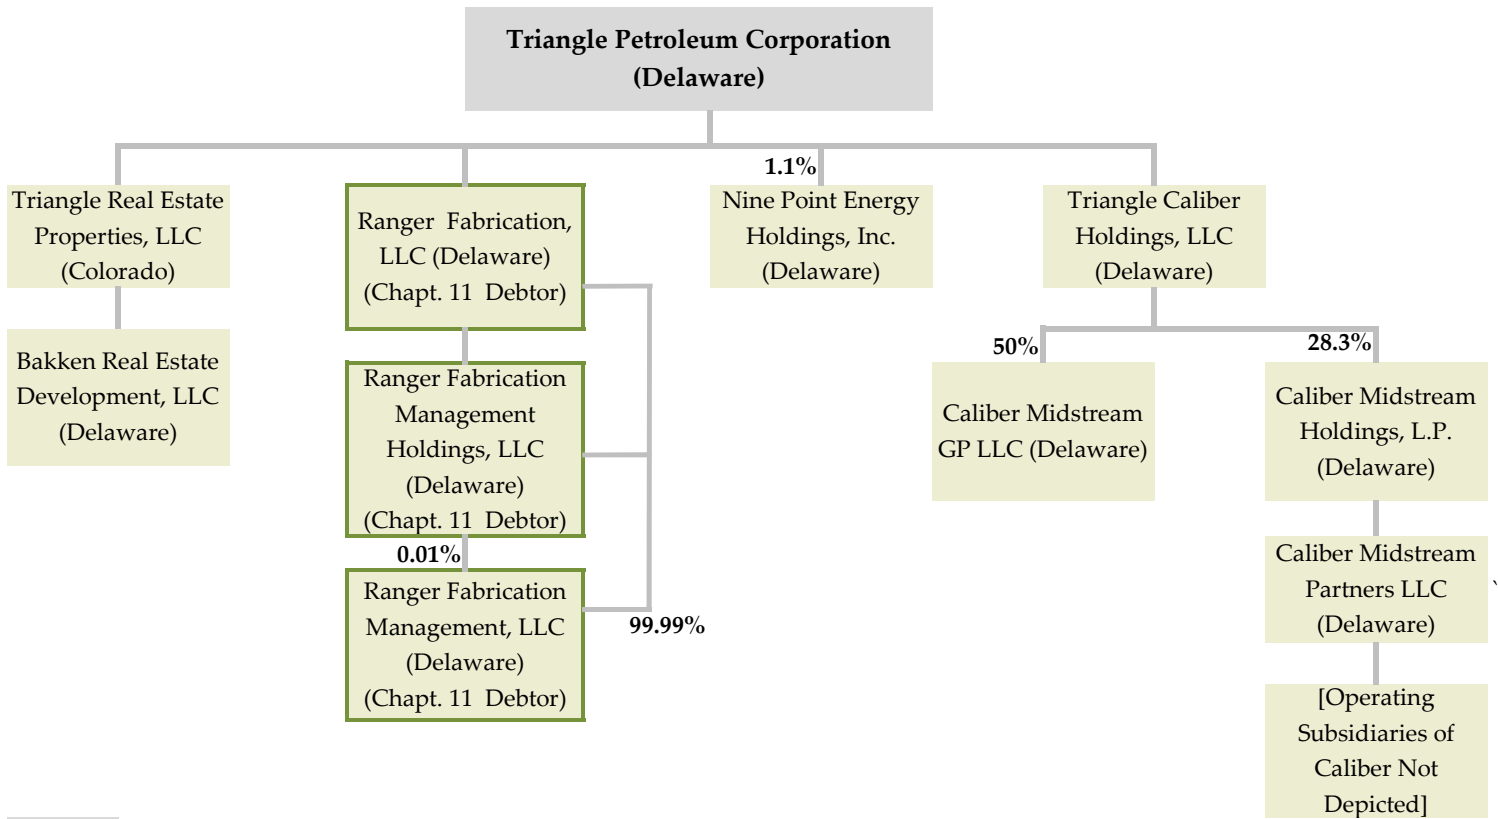 Triangle Petroleum Corporation
(Delaware)
1.1%
Triangle Real Estate
Properties, LLC
(Colorado)
Bakken Real Estate
Development, LLC
(Delaware)
Ranger Fabrication,
LLC (Delaware)
(Chapt. 11 Debtor)
Ranger Fabrication
Management
Holdings, LLC
(Delaware)
(Chapt. 11 Debtor)
0.01%
Ranger Fabrication
Management, LLC
(Delaware)
(Chapt. 11 Debtor)
99.99%
Nine Point Energy
Holdings, Inc.
(Delaware)
Triangle Caliber
Holdings, LLC
(Delaware)
50%
28.3%
Caliber Midstream
GP LLC (Delaware)
Caliber Midstream
Holdings, L.P.
(Delaware)
Caliber Midstream
Partners LLC
(Delaware)
`
[Operating
Subsidiaries of
Caliber Not
Depicted]